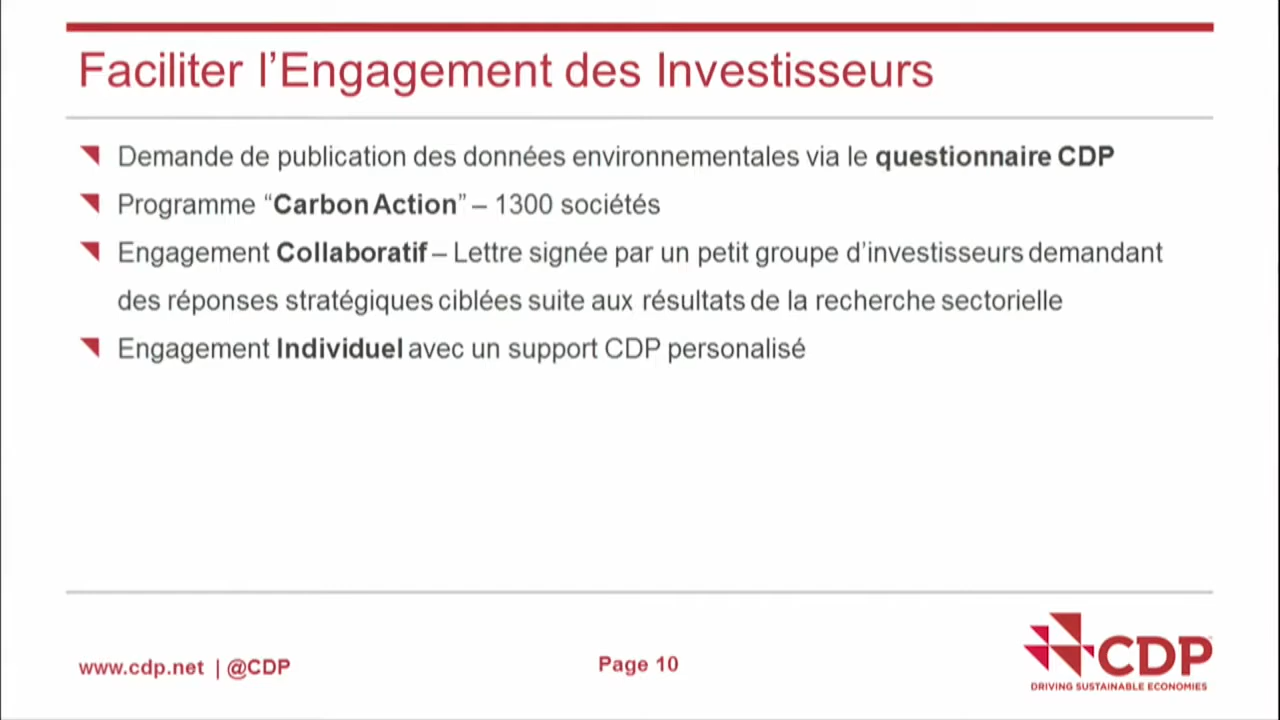 Faciliter l’Engagement des Investisseurs
Demande de publication des données environnementales via le questionnaire CDP
Programme “Carbon Action” – 1300 sociétés
Engagement Collaboratif – Lettre signée par un petit groupe d’investisseurs demandant
des réponses stratégiques ciblées suite aux résultats de la recherche sectorielle
Engagement Individuel avec un support CDP personalisé
www.cdp.net | @CDP
Page 10
CDP
DRIVING SUSTAINABLE ECONOMIES